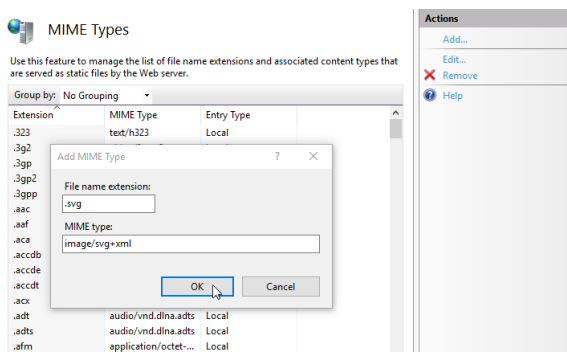 MIME Types
Use this feature to manage the list of file name extensions and associated content types that
are served as static files by the Web server.
Group by: No Grouping
Extension MIME Type Entry Type
.323 text/h323 Local
.3g2
.3gp
.3gp2
.3gpp
.aac
.aaf
.aca
.accdb
.accde
.accdt
.acx
.adt audio/vnd.dlna.adts Local
.adts audio/vnd.dlna.adts Local
.afm application/octet-... Local
Add MIME Type ?
File name extension:
.svg
MIME type:
image/svg+xml
OK Cancel
Actions
Add...
Edit...
Remove
Help